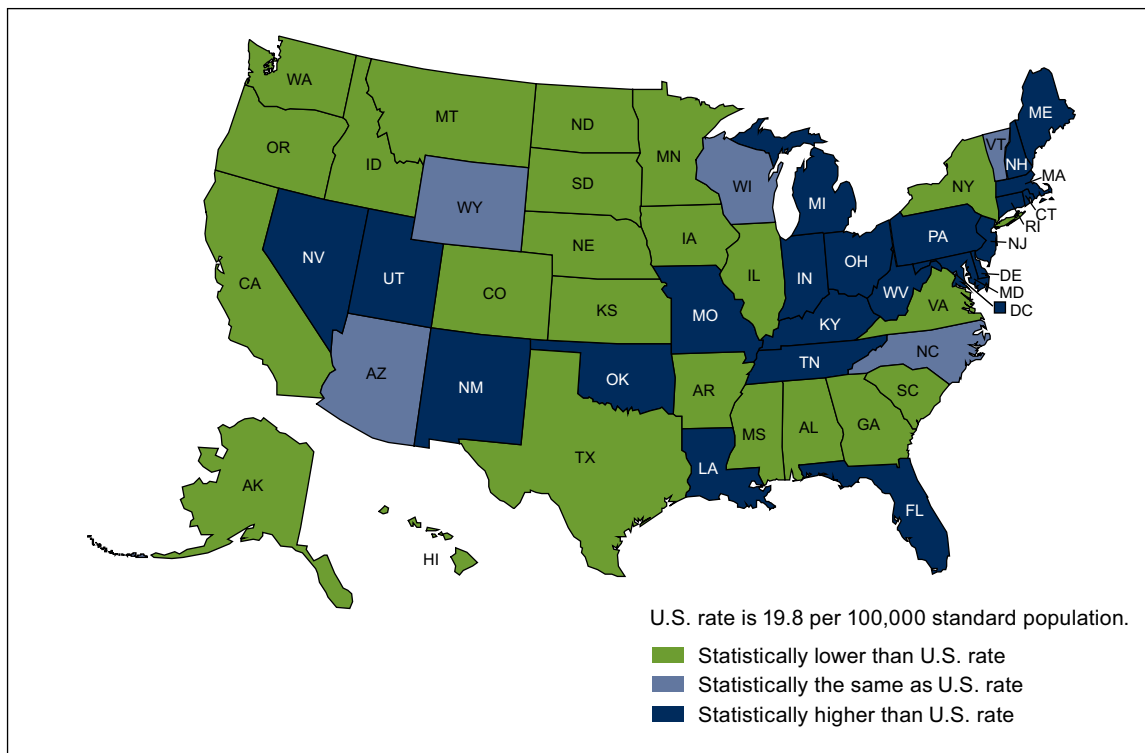 WA
MT
ND
MN
ME
VT
NH
OR
ID
SD
WI
NY
MA
WY
MI
CT
RI
NE
IA
PA
NJ
NV
UT
CO
IL
IN
OH
DE
MD
DC
CA
KS
MO
WV
VA
KY
NC
TN
AZ
NM
OK
AR
SC
MS
AL
GA
TX
LA
AK
FL
HI
U.S. rate is 19.8 per 100,000 standard population.
Statistically lower than U.S. rate
Statistically the same as U.S. rate
Statistically higher than U.S. rate